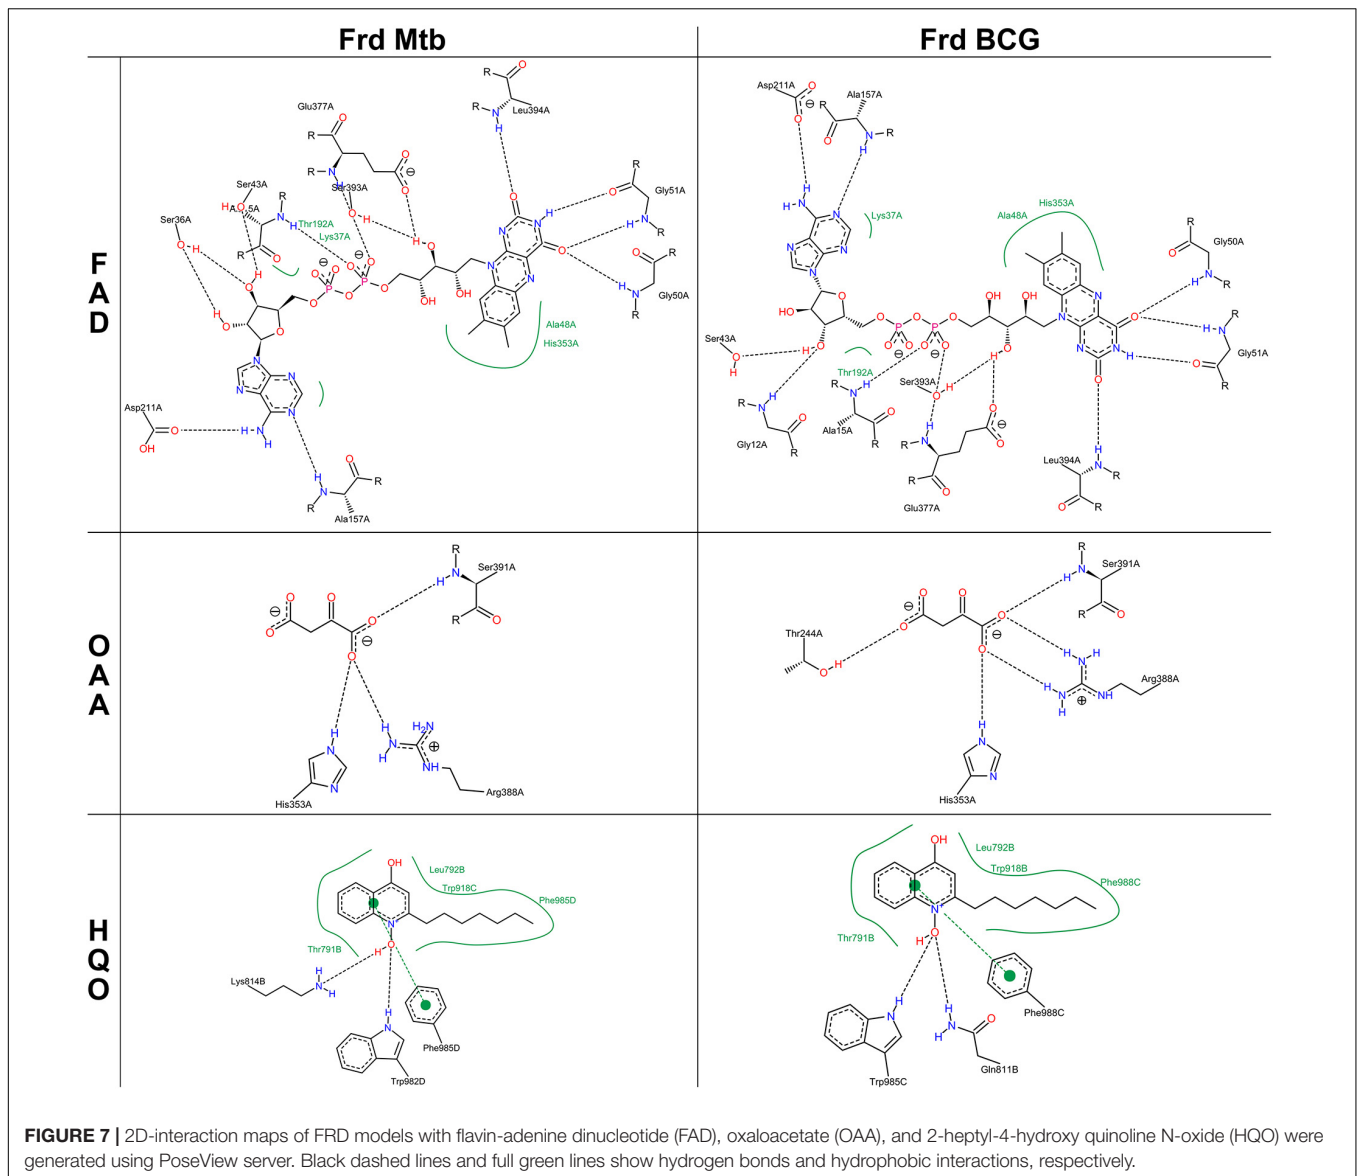 Frd Mtb
Frd BCG
FAD
Glu377A
Leu394A
Ser43A
Ser393A
Ser36A
Thr192A
Lys37A
Gly51A
Gly50A
Ala48A
His353A
Asp211A
Ala157A
Asp211A
Ala157A
Lys37A
Ala48A
His353A
Gly50A
Gly51A
Ser43A
Thr192A
Ser393A
Gly12A
Ala15A
Glu377A
Leu394A
OAA
Ser391A
His353A
Arg388A
Ser391A
Thr244A
Arg388A
His353A
HQO
Leu792B
Trp918C
Phe985D
Thr791B
Lys814B
Phe985D
Trp982D
Leu792B
Trp918B
Phe988C
Thr791B
Phe988C
Trp985C
Gln811B
FIGURE 7 | 2D-interaction maps of FRD models with flavin-adenine dinucleotide (FAD), oxaloacetate (OAA), and 2-heptyl-4-hydroxy quinoline N-oxide (HQO) were
generated using PoseView server. Black dashed lines and full green lines show hydrogen bonds and hydrophobic interactions, respectively.